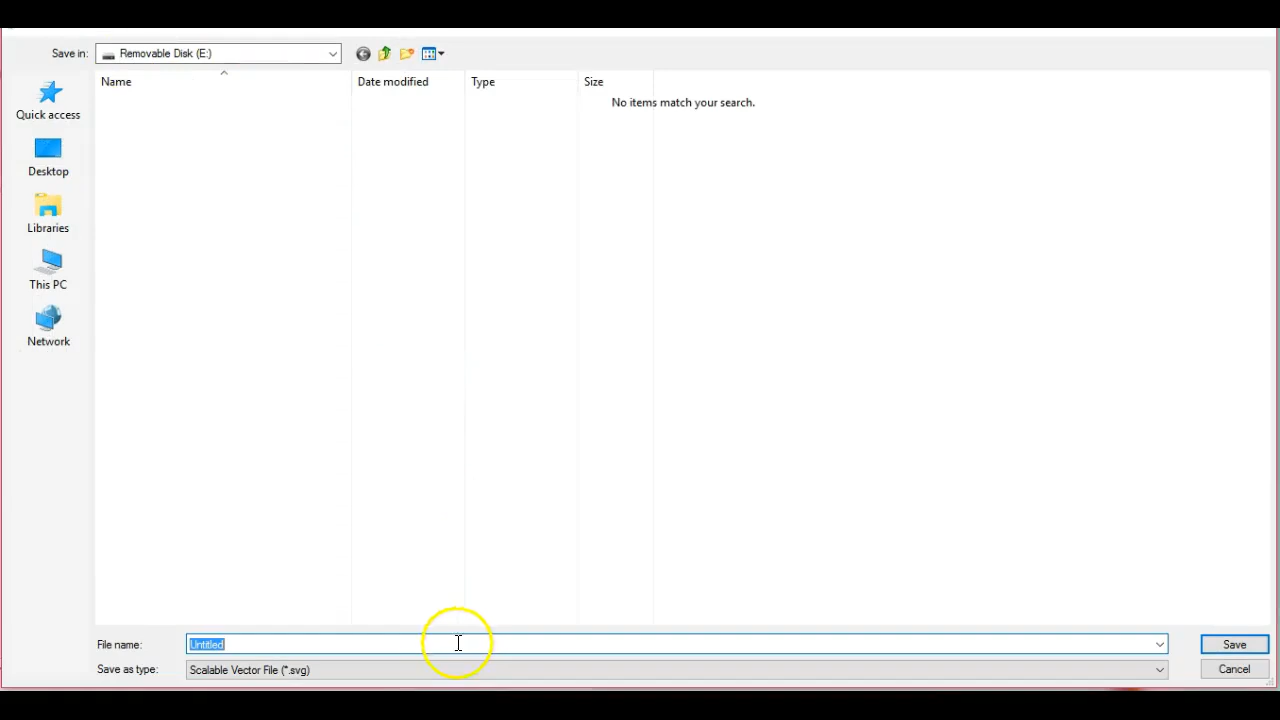 Save in: Removable Disk (E:)
Name Date modified Type Size
No items match your search.
Quick access
Desktop
Libraries
This PC
Network
File name: Untitled Save
Save as type: Scalable Vector File (*.svg) Cancel